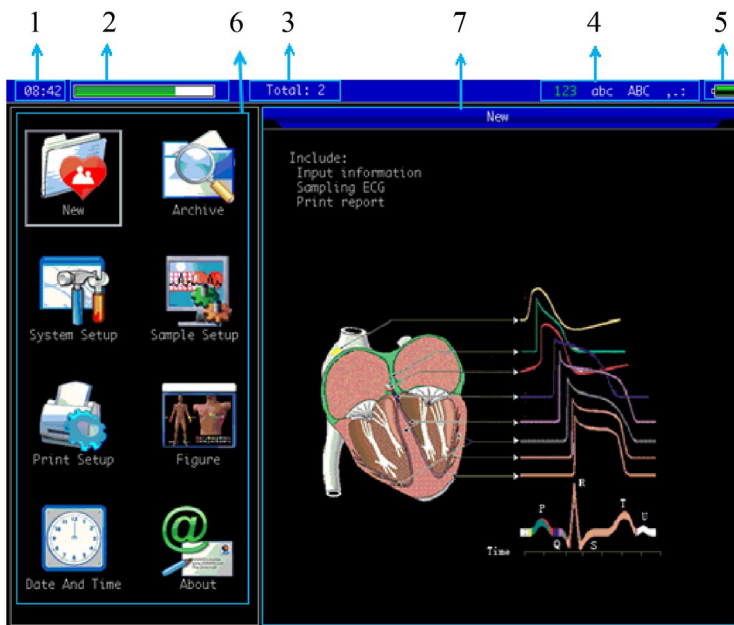 1 2 6 3 7 4 5
08:42 Total: 2 123 abc ABC ,.:
New
Include:
Input information
Sampling ECG
Print report
New Archive
System Setup Sample Setup
Print Setup Figure
Date And Time About
R
P T U
Q S
Time